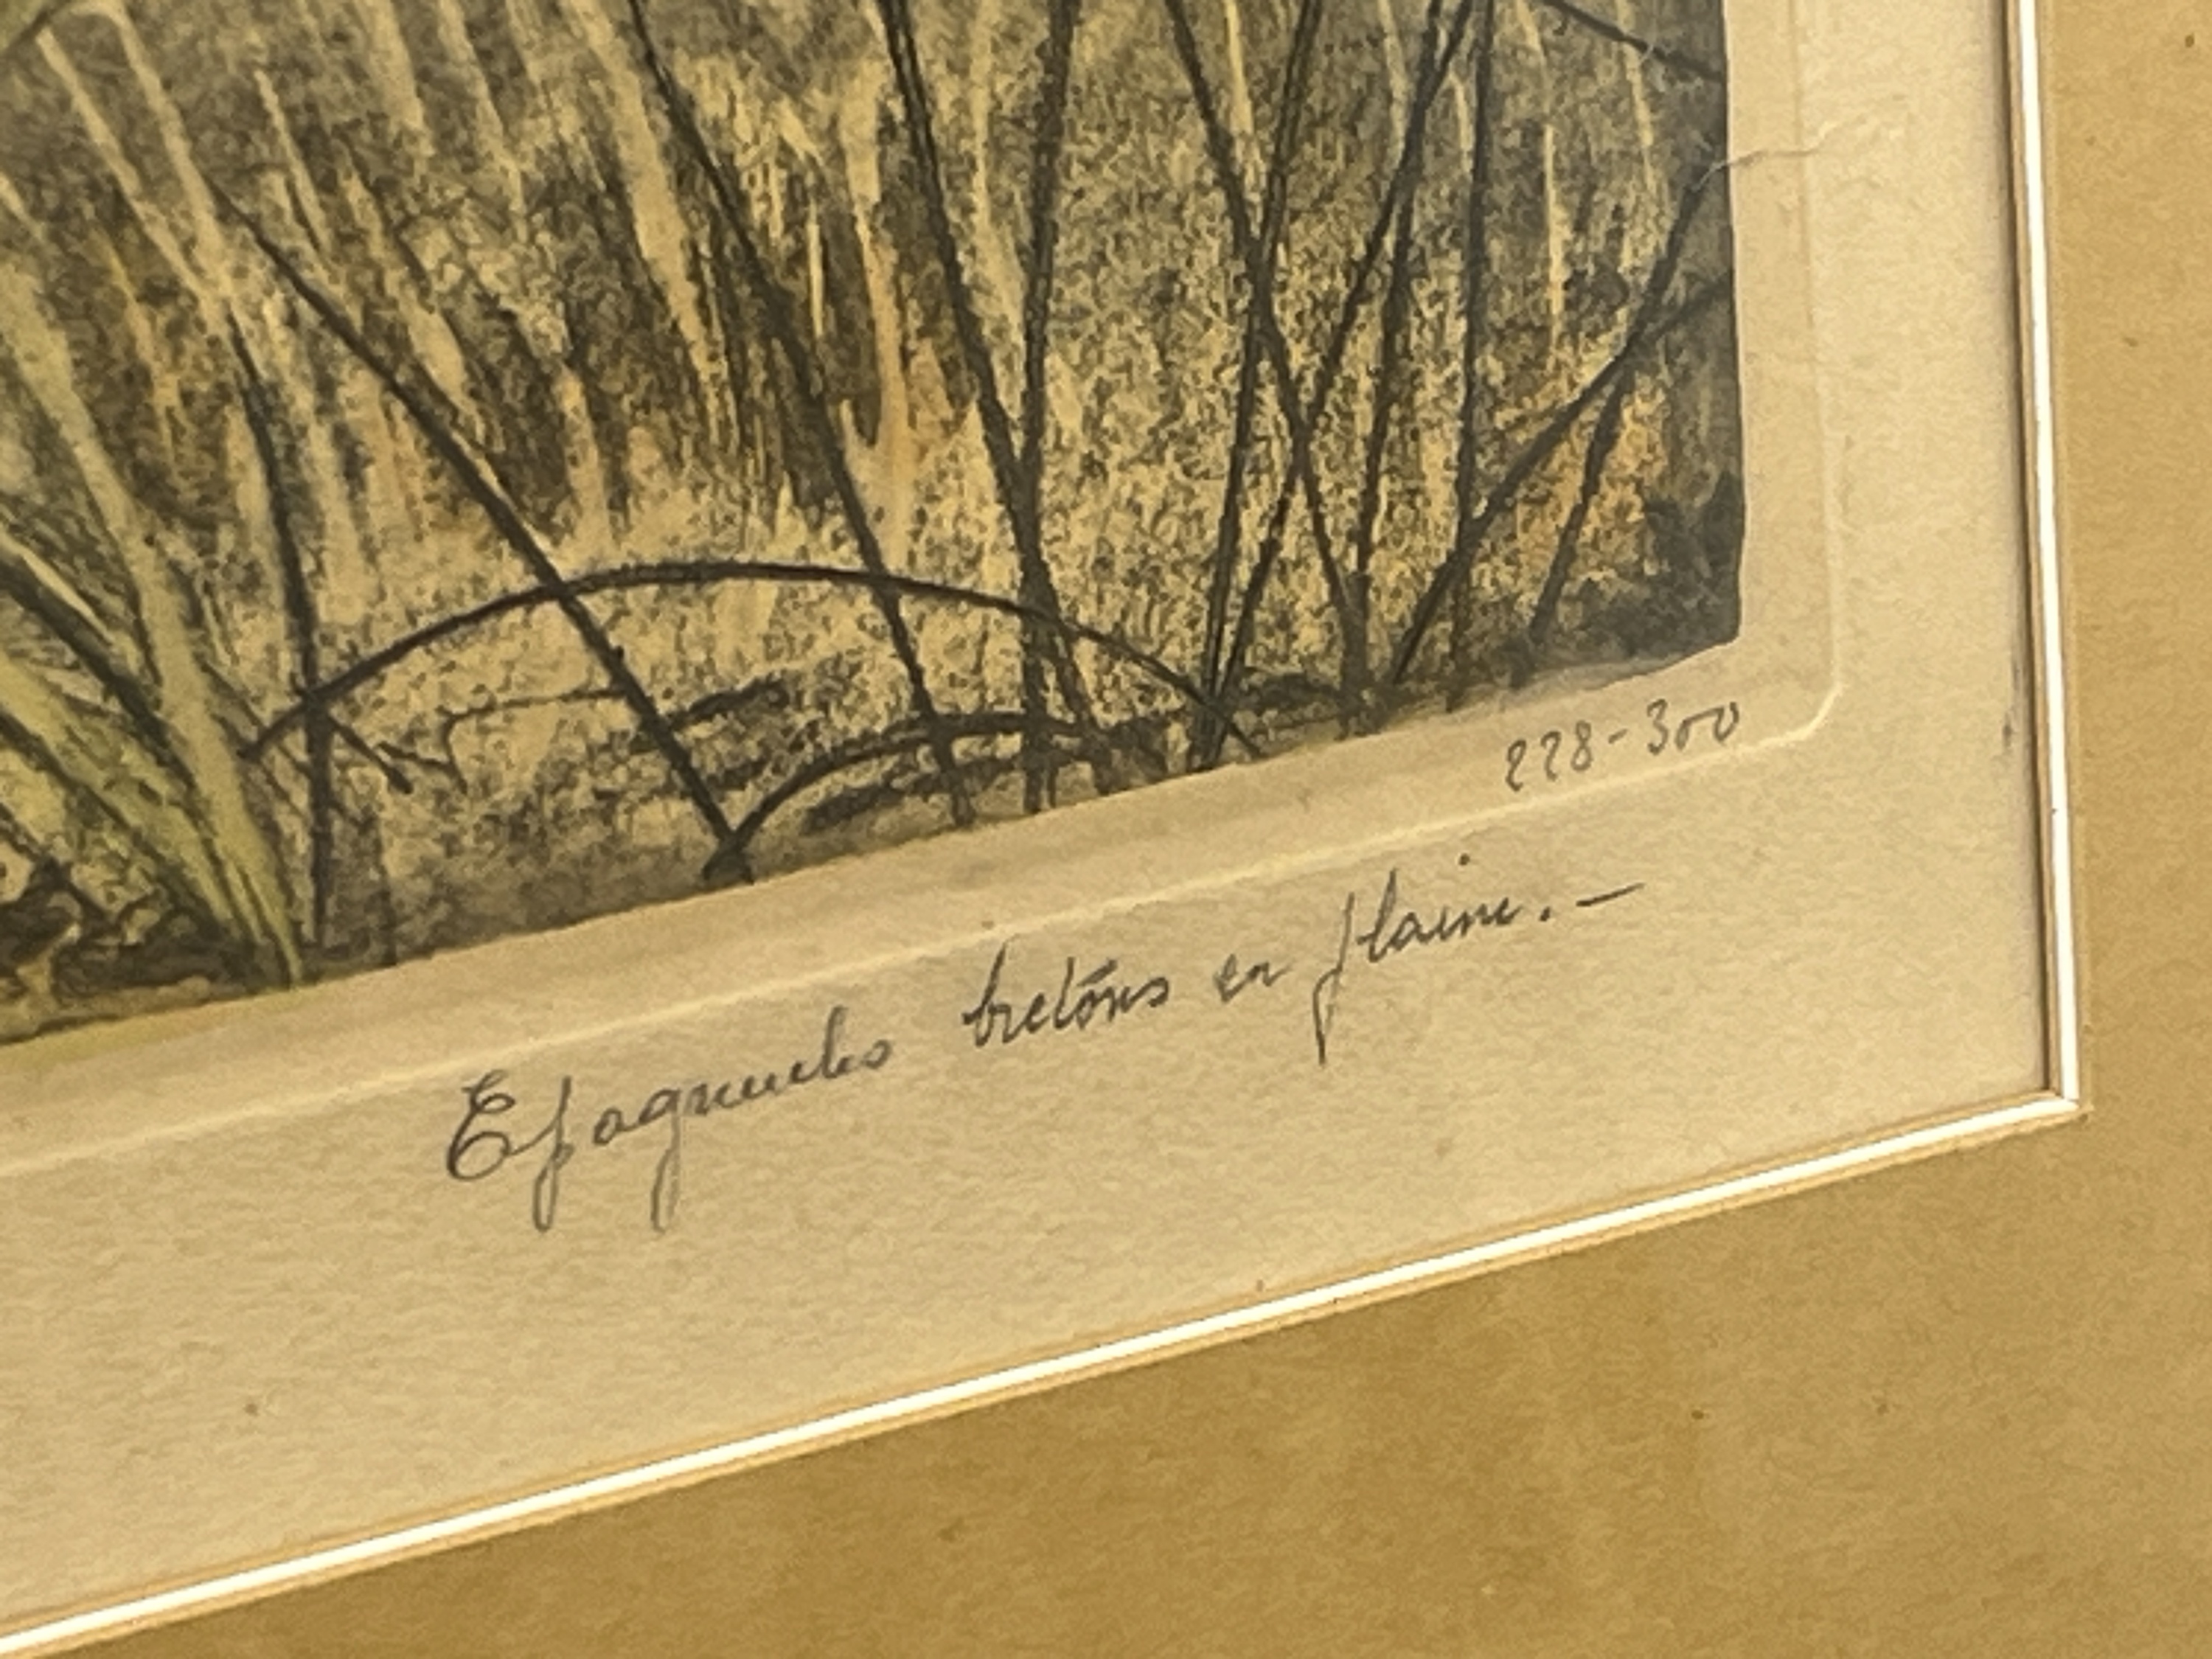 228-300
Epagneuls bretons en plaine. -